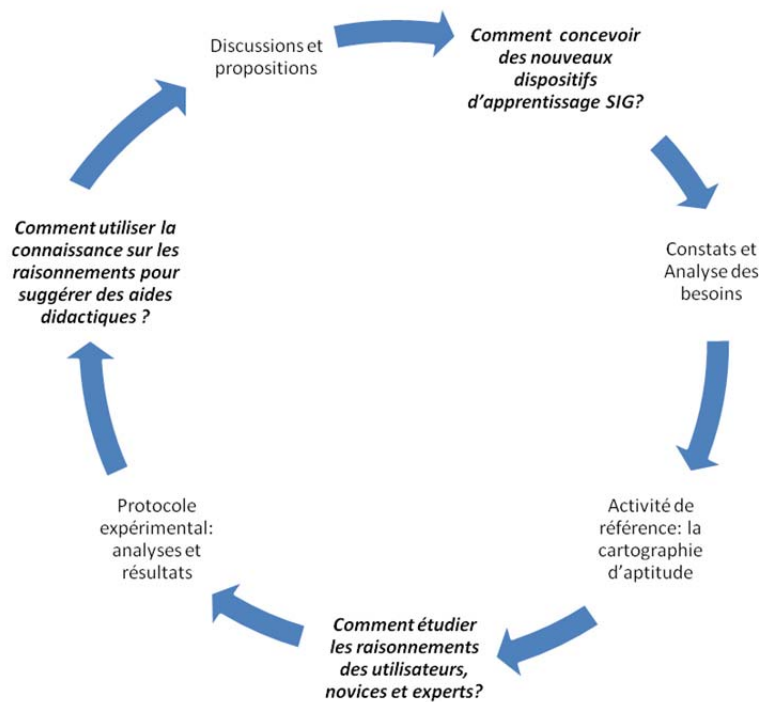 Discussions et
propositions
Comment concevoir
des nouveaux
dispositifs
d'apprentissage SIG?
Constats et
Analyse des
besoins
Activité de
référence: la
cartographie
d'aptitude
Comment étudier
les raisonnements
des utilisateurs,
novices et experts?
Protocole
expérimental:
analyses et
résultats
Comment utiliser la
connaissance sur les
raisonnements pour
suggérer des aides
didactiques ?